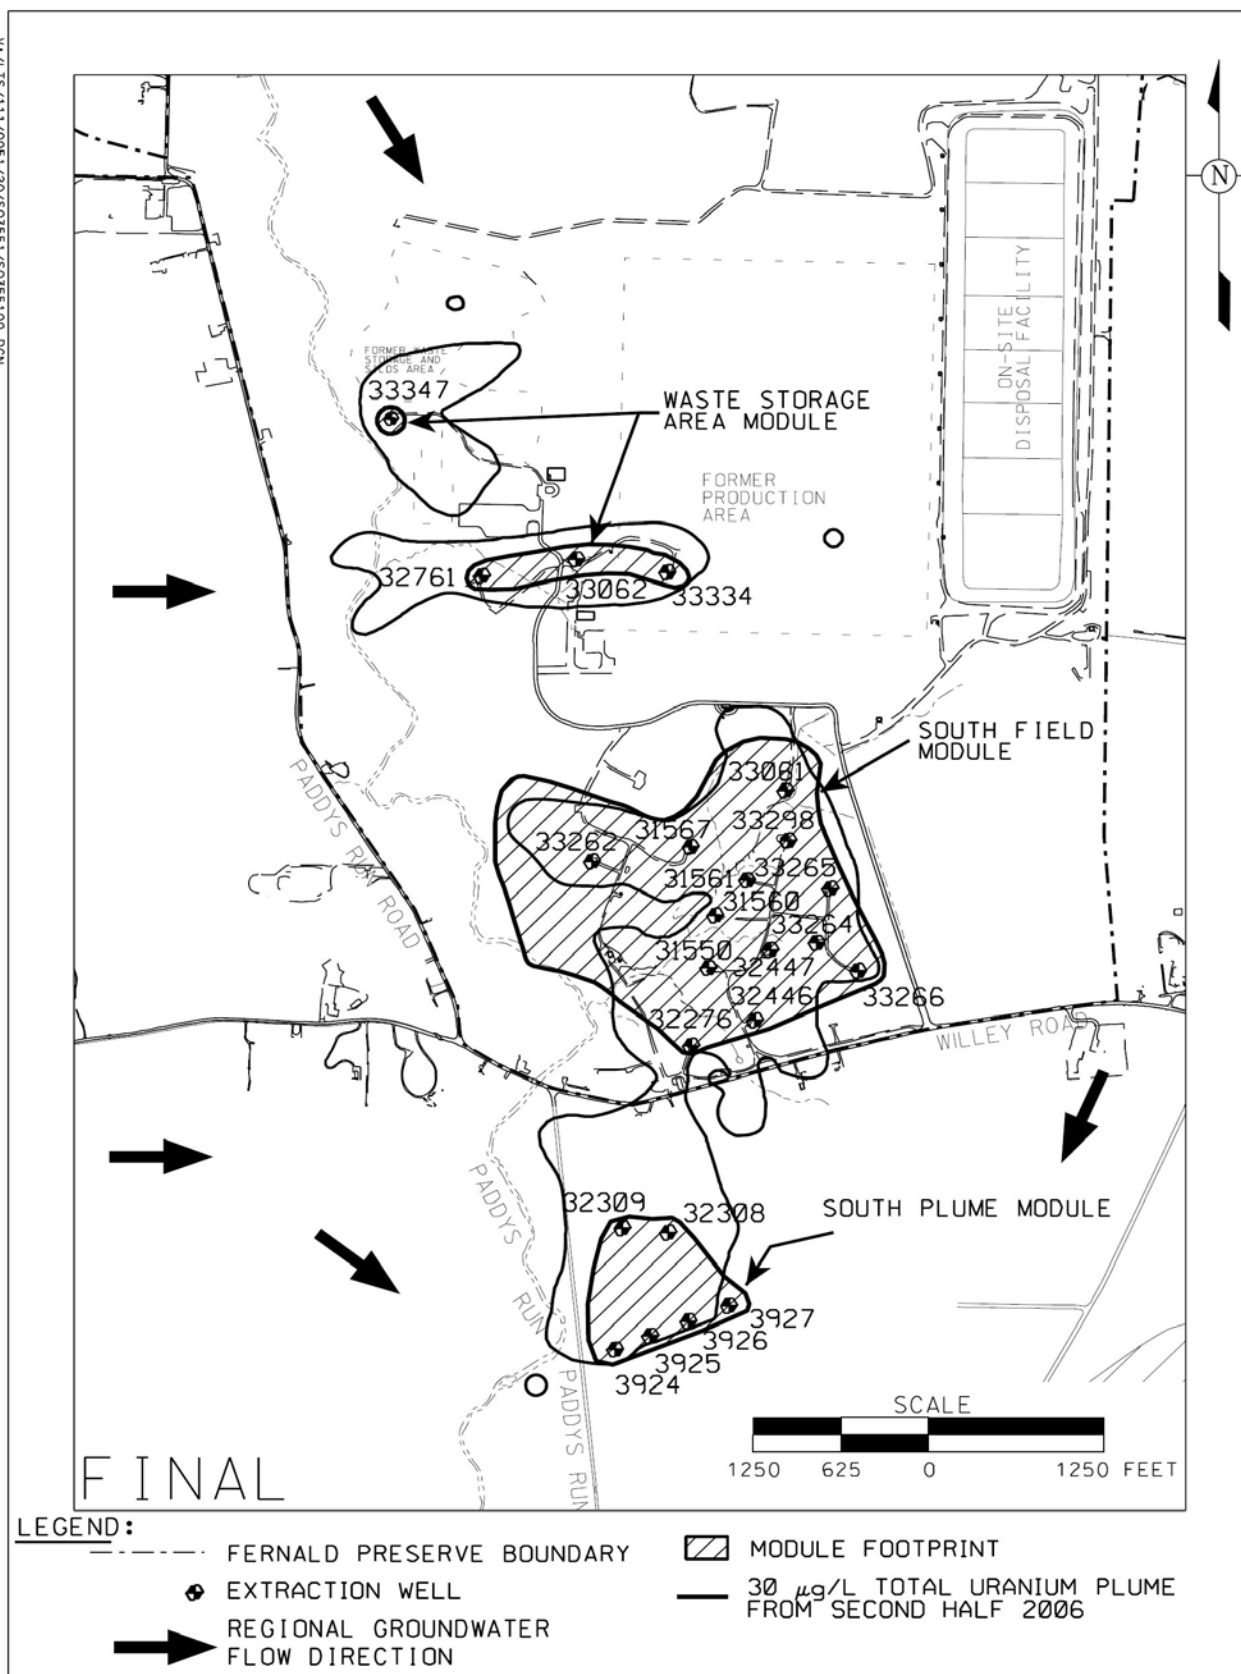 N
FORMER WASTE
STORAGE AND
SILOS AREA
33347
WASTE STORAGE
AREA MODULE
ON-SITE
DISPOSAL FACILITY
FORMER
PRODUCTION
AREA
32761
33062
33334
SOUTH FIELD
MODULE
PADDYS RUN ROAD
33061
33298
31567
33262
33265
31561
31560
33264
31550
32447
32446
33266
32276
WILLEY ROAD
PADDYS
RUN
32309
32308
SOUTH PLUME MODULE
3927
3926
3925
3924
PADDYS RUN
SCALE
1250 625 0 1250 FEET
FINAL
LEGEND:
FERNALD PRESERVE BOUNDARY
EXTRACTION WELL
REGIONAL GROUNDWATER
FLOW DIRECTION
MODULE FOOTPRINT
30 µg/L TOTAL URANIUM PLUME
FROM SECOND HALF 2006